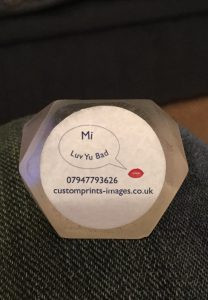 Mi
Luv Yu Bad
07947793626
customprints-images.co.uk